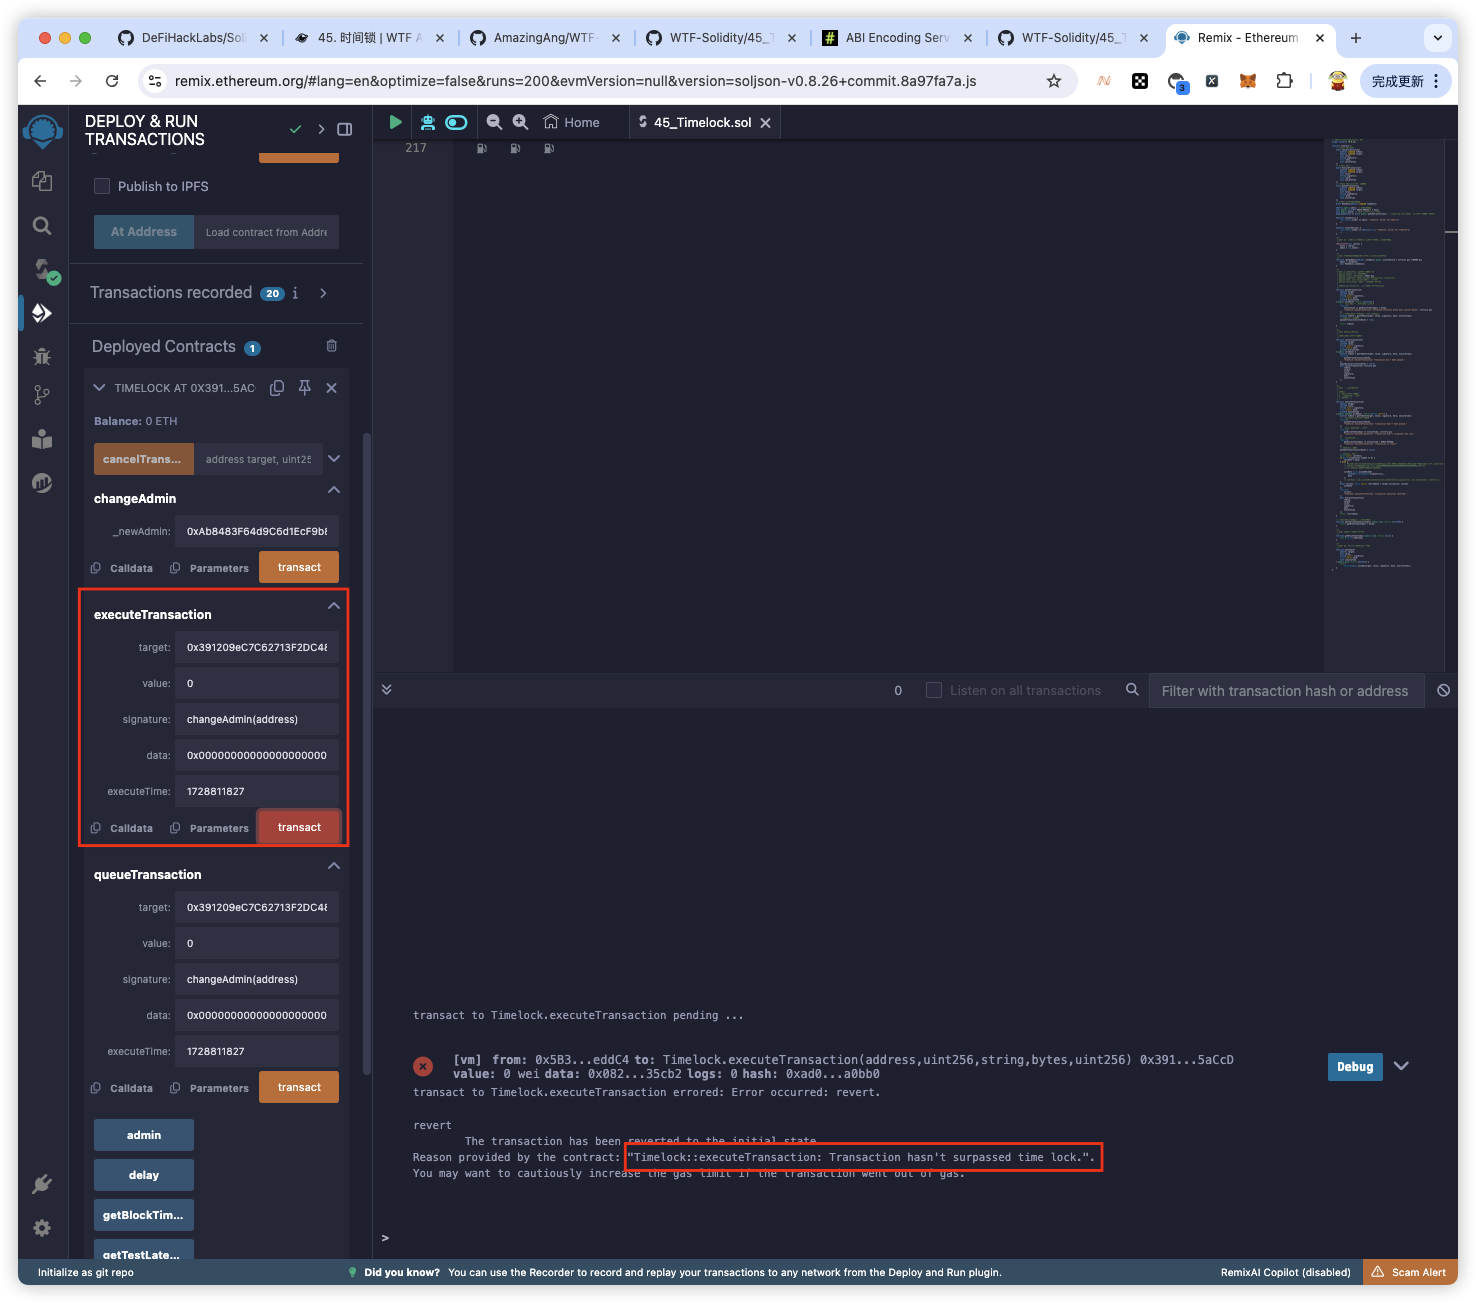 DeFiHackLabs/Soli
45. 时间锁 | WTF A
AmazingAng/WTF-
WTF-Solidity/45_T
ABI Encoding Serv
WTF-Solidity/45_T
Remix - Ethereum
remix.ethereum.org/#lang=en&optimize=false&runs=200&evmVersion=null&version=soljson-v0.8.26+commit.8a97fa7a.js
3
完成更新
DEPLOY & RUN
TRANSACTIONS
Home
45_Timelock.sol
217
Publish to IPFS
At Address
Load contract from Addre
Transactions recorded 20 i
Deployed Contracts 1
TIMELOCK AT 0X391...5AC
Balance: 0 ETH
cancelTrans...
address target, uint25
changeAdmin
_newAdmin: 0xAb8483F64d9C6d1EcF9b8
Calldata Parameters transact
executeTransaction
target: 0x391209eC7C62713F2DC48
value: 0
signature: changeAdmin(address)
data: 0x00000000000000000000
executeTime: 1728811827
Calldata Parameters transact
queueTransaction
target: 0x391209eC7C62713F2DC48
value: 0
signature: changeAdmin(address)
data: 0x00000000000000000000
executeTime: 1728811827
Calldata Parameters transact
admin
delay
getBlockTim...
getTestLate...
0
Listen on all transactions
Filter with transaction hash or address
transact to Timelock.executeTransaction pending ...
[vm] from: 0x5B3...eddC4 to: Timelock.executeTransaction(address,uint256,string,bytes,uint256) 0x391...5aCcD
value: 0 wei data: 0x082...35cb2 logs: 0 hash: 0xad0...a0bb0
Debug
transact to Timelock.executeTransaction errored: Error occurred: revert.
revert
The transaction has been reverted to the initial state.
Reason provided by the contract: "Timelock::executeTransaction: Transaction hasn't surpassed time lock.".
You may want to cautiously increase the gas limit if the transaction went out of gas.
>
Initialize as git repo
Did you know? You can use the Recorder to record and replay your transactions to any network from the Deploy and Run plugin.
RemixAI Copilot (disabled)
Scam Alert